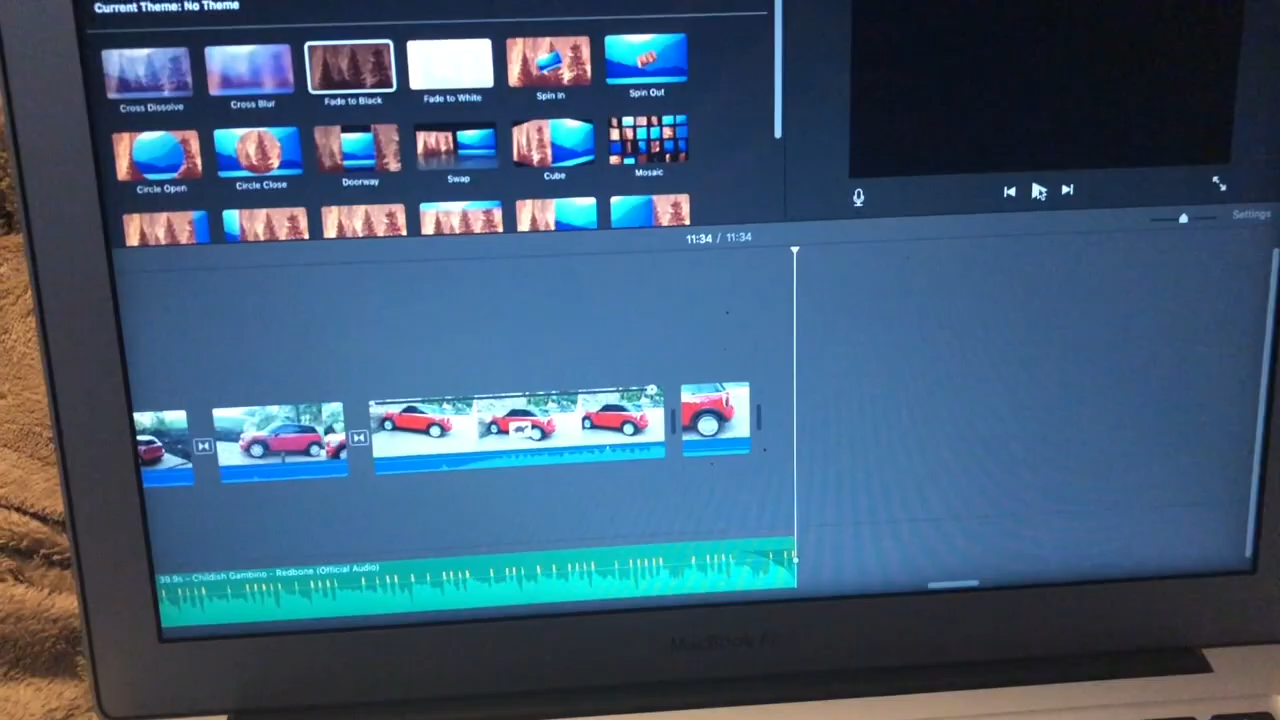 Current Theme: No Theme
Cross Dissolve
Cross Blur
Fade to Black
Fade to White
Spin In
Spin Out
Circle Open
Circle Close
Doorway
Swap
Cube
Mosaic
Settings
11:34 / 11:34
39.9s - Childish Gambino - Redbone (Official Audio)
MacBook Air